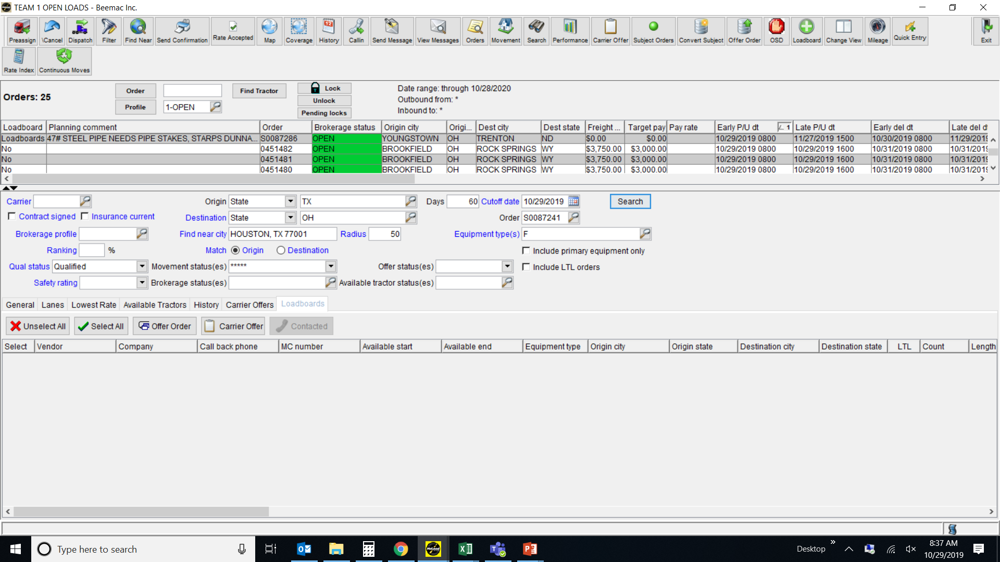 TEAM 1 OPEN LOADS - Beemac Inc.
Preassign \Cancel Dispatch Filter Find Near Send Confirmation Rate Accepted Map Coverage History Callin Send Message View Messages Orders Movement Search Performance Carrier Offer Subject Orders Convert Subject Offer Order OSD Loadboard Change View Mileage Quick Entry Exit
Rate Index Continuous Moves
Orders: 25
Order Find Tractor
Profile 1-OPEN
Lock
Unlock
Pending locks
Date range: through 10/28/2020
Outbound from: *
Inbound to: *
Loadboard Planning comment Order Brokerage status Origin city Origi... Dest city Dest state Freight ... Target pay Pay rate Early P/U dt 1 Late P/U dt Early del dt Late del dt
Loadboards 47# STEEL PIPE NEEDS PIPE STAKES, STARPS DUNNA... S0087286 OPEN YOUNGSTOWN OH TRENTON ND $0.00 $0.00 10/29/2019 0800 11/27/2019 1500 10/30/2019 0800 11/29/2019
No 0451482 OPEN BROOKFIELD OH ROCK SPRINGS WY $3,750.00 $3,000.00 10/29/2019 0800 10/29/2019 1600 10/31/2019 0800 10/31/2019
No 0451481 OPEN BROOKFIELD OH ROCK SPRINGS WY $3,750.00 $3,000.00 10/29/2019 0800 10/29/2019 1600 10/31/2019 0800 10/31/2019
No 0451480 OPEN BROOKFIELD OH ROCK SPRINGS WY $3,750.00 $3,000.00 10/29/2019 0800 10/29/2019 1600 10/31/2019 0800 10/31/2019
Carrier Origin State TX Days 60 Cutoff date 10/29/2019 Search
Contract signed Insurance current Destination State OH Order S0087241
Brokerage profile Find near city HOUSTON, TX 77001 Radius 50 Equipment type(s) F
Ranking % Match Origin Destination Include primary equipment only
Qual status Qualified Movement status(es) ***** Offer status(es) Include LTL orders
Safety rating Brokerage status(es) Available tractor status(es)
General Lanes Lowest Rate Available Tractors History Carrier Offers Loadboards
Unselect All Select All Offer Order Carrier Offer Contacted
Select Vendor Company Call back phone MC number Available start Available end Equipment type Origin city Origin state Destination city Destination state LTL Count Length
Type here to search
McLeod
Desktop
8:37 AM
10/29/2019